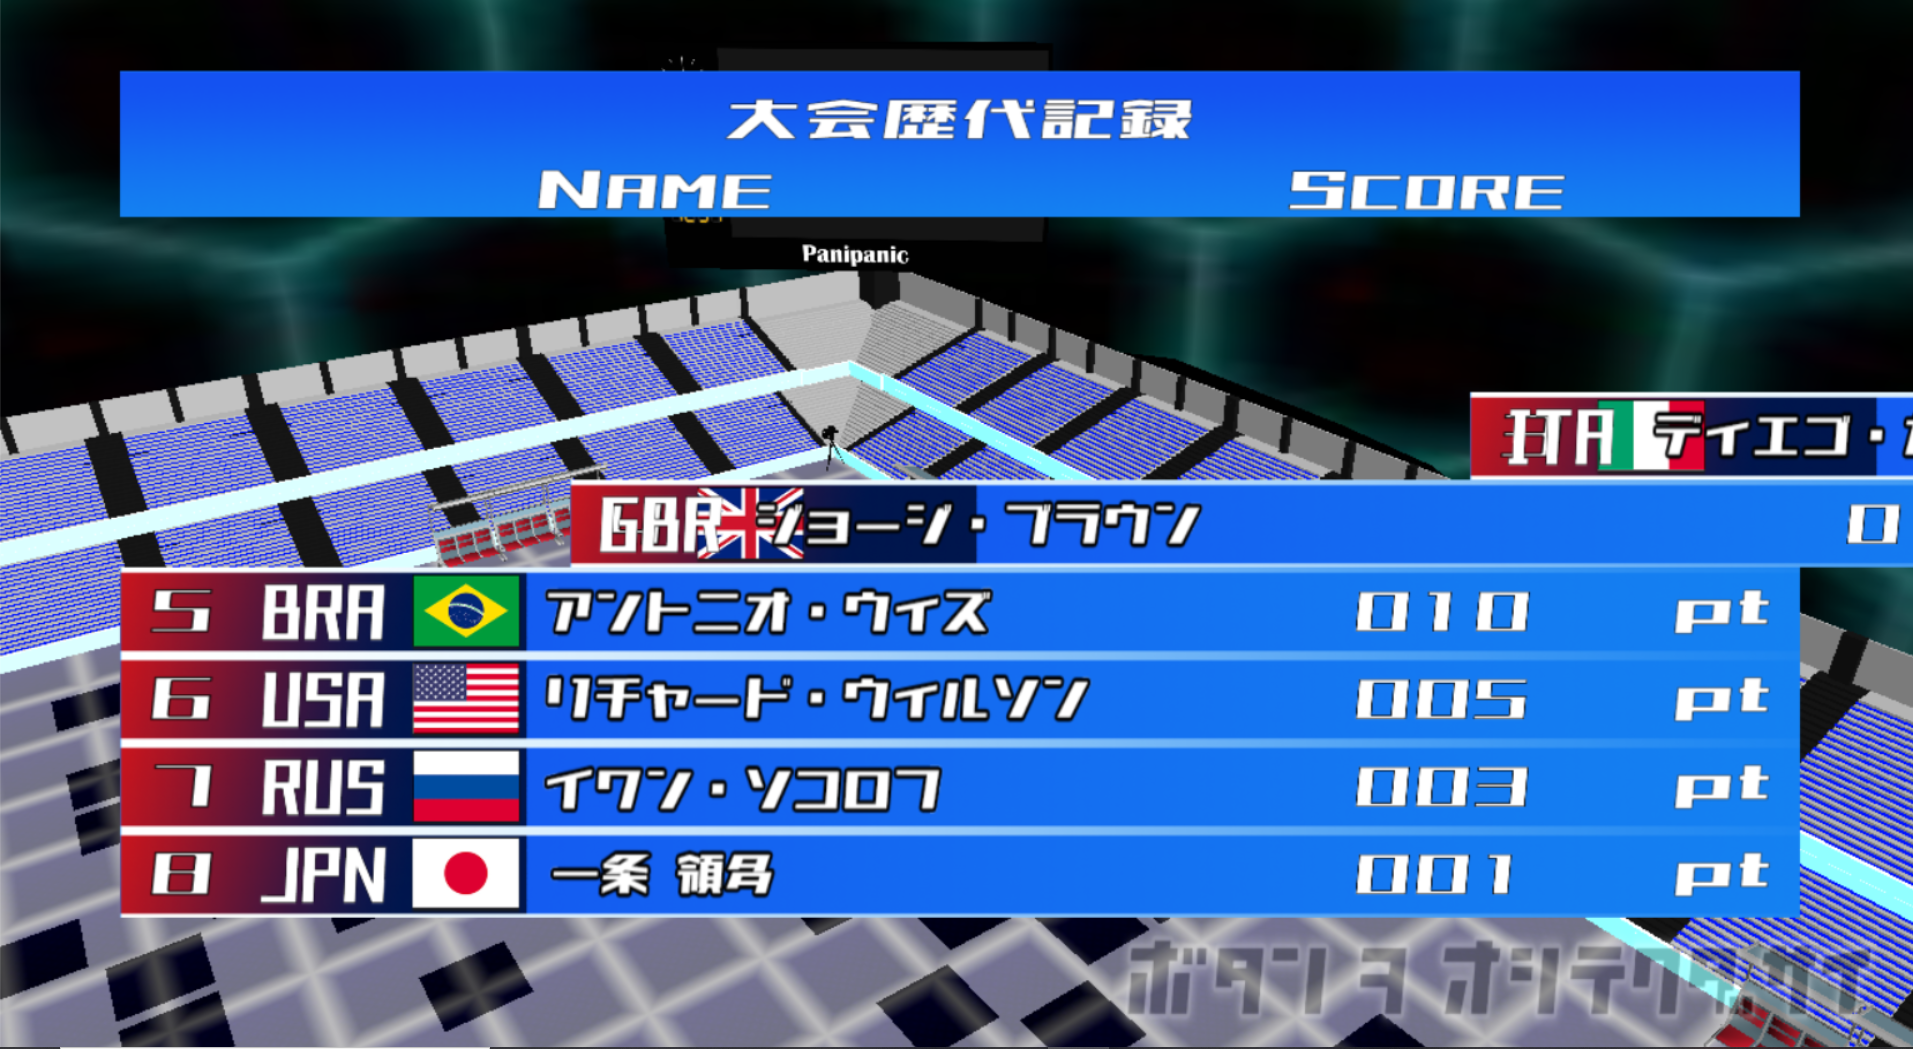 大会歴代記録
NAME SCORE
Panipanic
ITA ディエゴ・
GBR ジョージ・ブラウン 0
5 BRA アントニオ・ウィズ 010 pt
6 USA リチャード・ウィルソン 005 pt
7 RUS イワン・ソコロフ 003 pt
8 JPN 一条 領 001 pt
ボタンヲオシテクダサイ